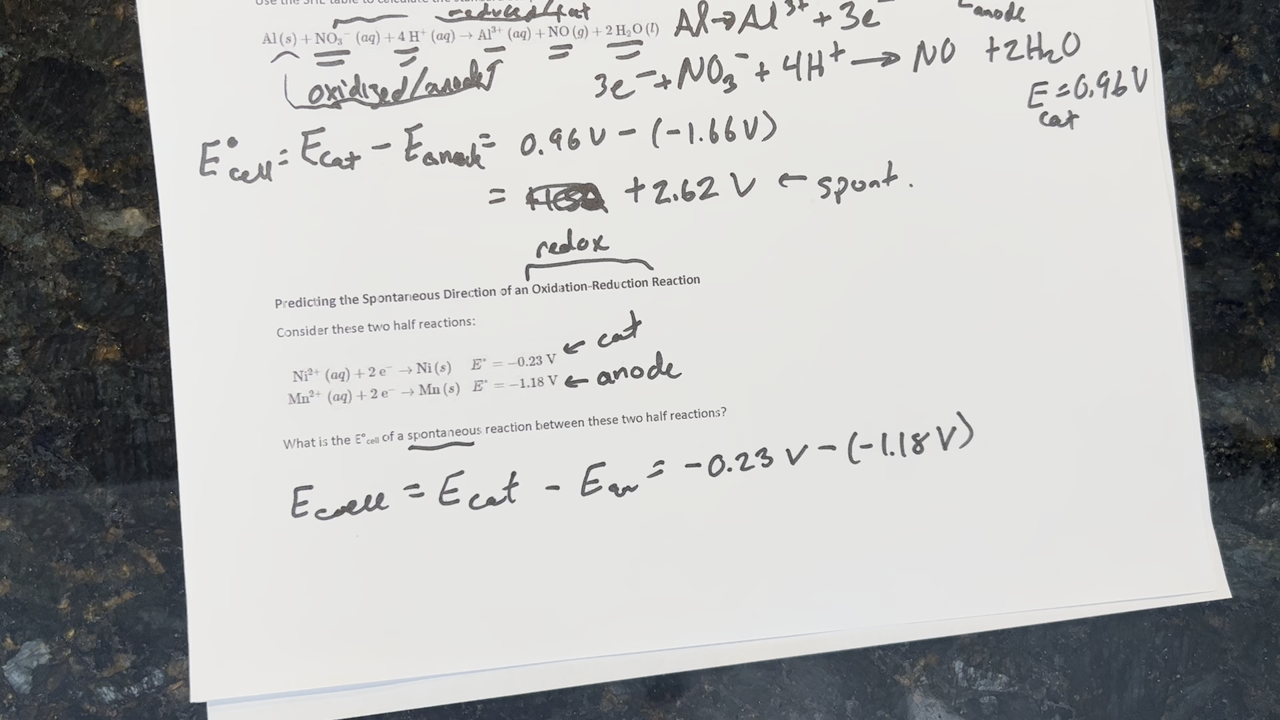 reduced/cat
Al(s) + NO₃⁻ (aq) + 4 H⁺ (aq) → Al³⁺ (aq) + NO (g) + 2 H₂O (l) Al → Al³⁺ + 3e⁻
anode
oxidized/anode
3e⁻ + NO₃⁻ + 4H⁺ → NO + 2H₂O
E = 0.96 V
cat
E°cell = Ecat − Eanode = 0.96 V − (−1.66 V)
= +2.62 V ← spont.
redox
Predicting the Spontaneous Direction of an Oxidation-Reduction Reaction
Consider these two half reactions:
Ni²⁺ (aq) + 2 e⁻ → Ni (s) E° = −0.23 V ← cat
Mn²⁺ (aq) + 2 e⁻ → Mn (s) E° = −1.18 V ← anode
What is the E°cell of a spontaneous reaction between these two half reactions?
Ecell = Ecat − Ean = −0.23 V − (−1.18 V)